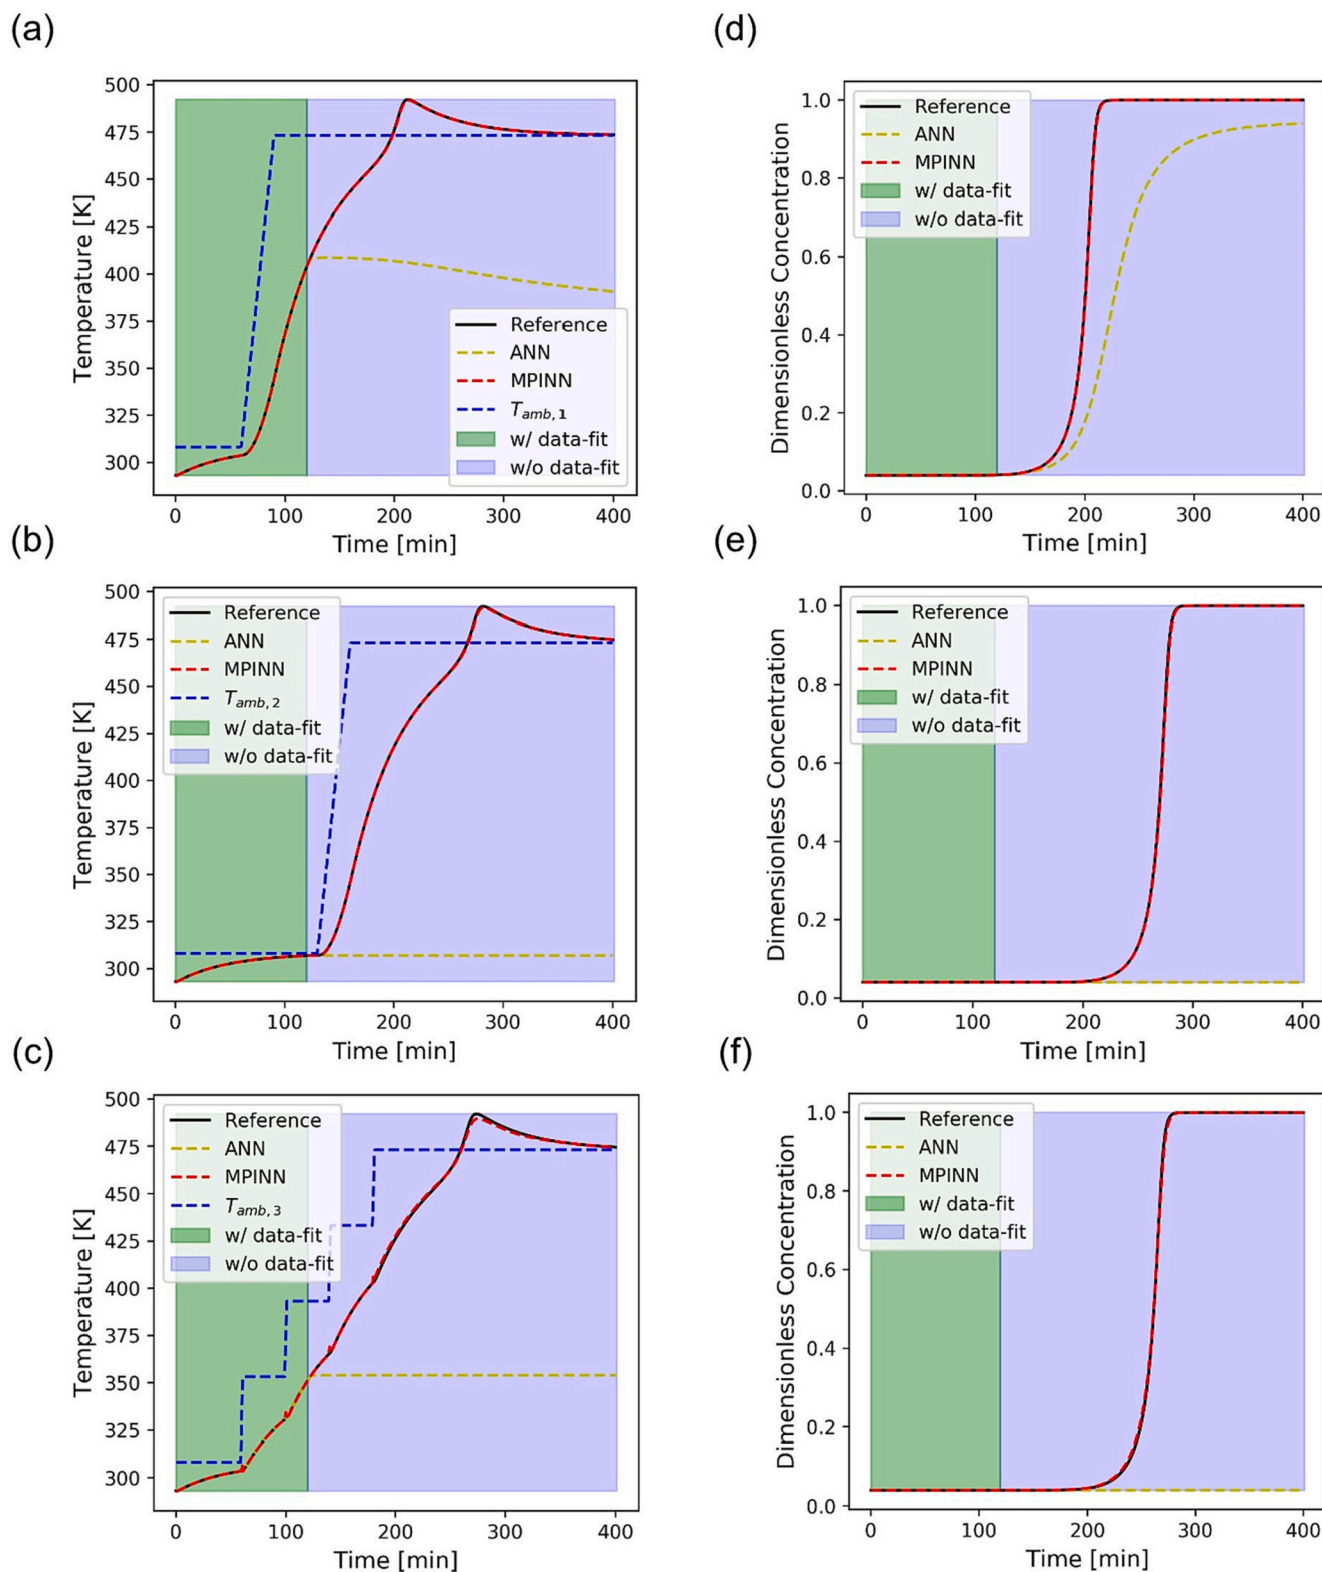 (a)
500
475
450
425
400
375
350
325
300
Temperature [K]
Reference
ANN
MPINN
T_amb,1
w/ data-fit
w/o data-fit
0 100 200 300 400
Time [min]
(d)
1.0
0.8
0.6
0.4
0.2
0.0
Dimensionless Concentration
Reference
ANN
MPINN
w/ data-fit
w/o data-fit
0 100 200 300 400
Time [min]
(b)
500
475
450
425
400
375
350
325
300
Temperature [K]
Reference
ANN
MPINN
T_amb,2
w/ data-fit
w/o data-fit
0 100 200 300 400
Time [min]
(e)
1.0
0.8
0.6
0.4
0.2
0.0
Dimensionless Concentration
Reference
ANN
MPINN
w/ data-fit
w/o data-fit
0 100 200 300 400
Time [min]
(c)
500
475
450
425
400
375
350
325
300
Temperature [K]
Reference
ANN
MPINN
T_amb,3
w/ data-fit
w/o data-fit
0 100 200 300 400
Time [min]
(f)
1.0
0.8
0.6
0.4
0.2
0.0
Dimensionless Concentration
Reference
ANN
MPINN
w/ data-fit
w/o data-fit
0 100 200 300 400
Time [min]